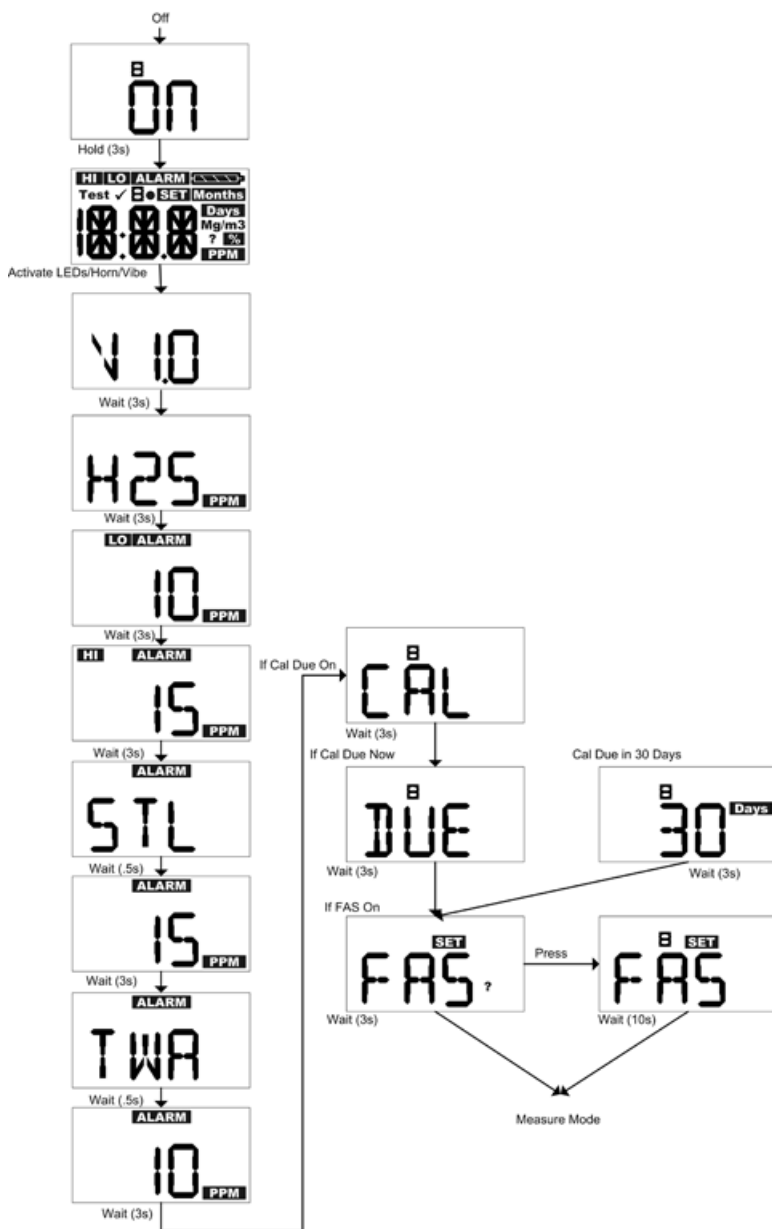 Off
ON
Hold (3s)
HI LO ALARM
Test ✓ SET Months
18.8.8 Days
Mg/m3
? %
PPM
Activate LEDs/Horn/Vibe
V1.0
Wait (3s)
H2S PPM
Wait (3s)
LO ALARM
10 PPM
Wait (3s)
HI ALARM
15 PPM
Wait (3s)
ALARM
STL
Wait (.5s)
ALARM
15 PPM
Wait (3s)
ALARM
TWA
Wait (.5s)
ALARM
10 PPM
Wait (3s)
If Cal Due On
CAL
Wait (3s)
If Cal Due Now
DUE
Wait (3s)
Cal Due in 30 Days
30 Days
Wait (3s)
If FAS On
SET
FAS ?
Wait (3s)
Press
SET
FAS
Wait (10s)
Measure Mode